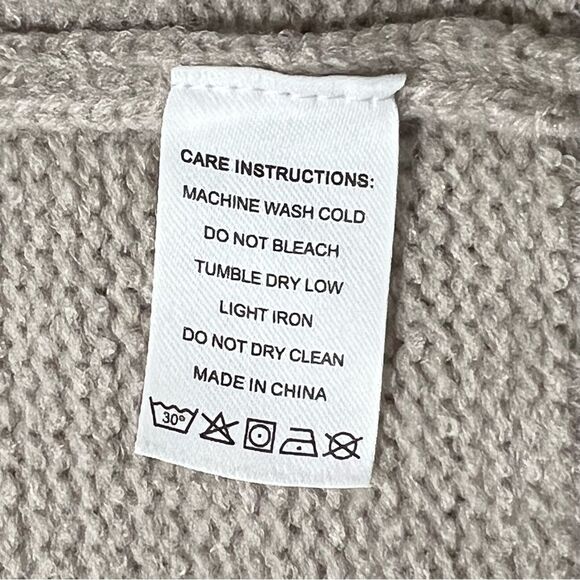 CARE INSTRUCTIONS:
MACHINE WASH COLD
DO NOT BLEACH
TUMBLE DRY LOW
LIGHT IRON
DO NOT DRY CLEAN
MADE IN CHINA
30°